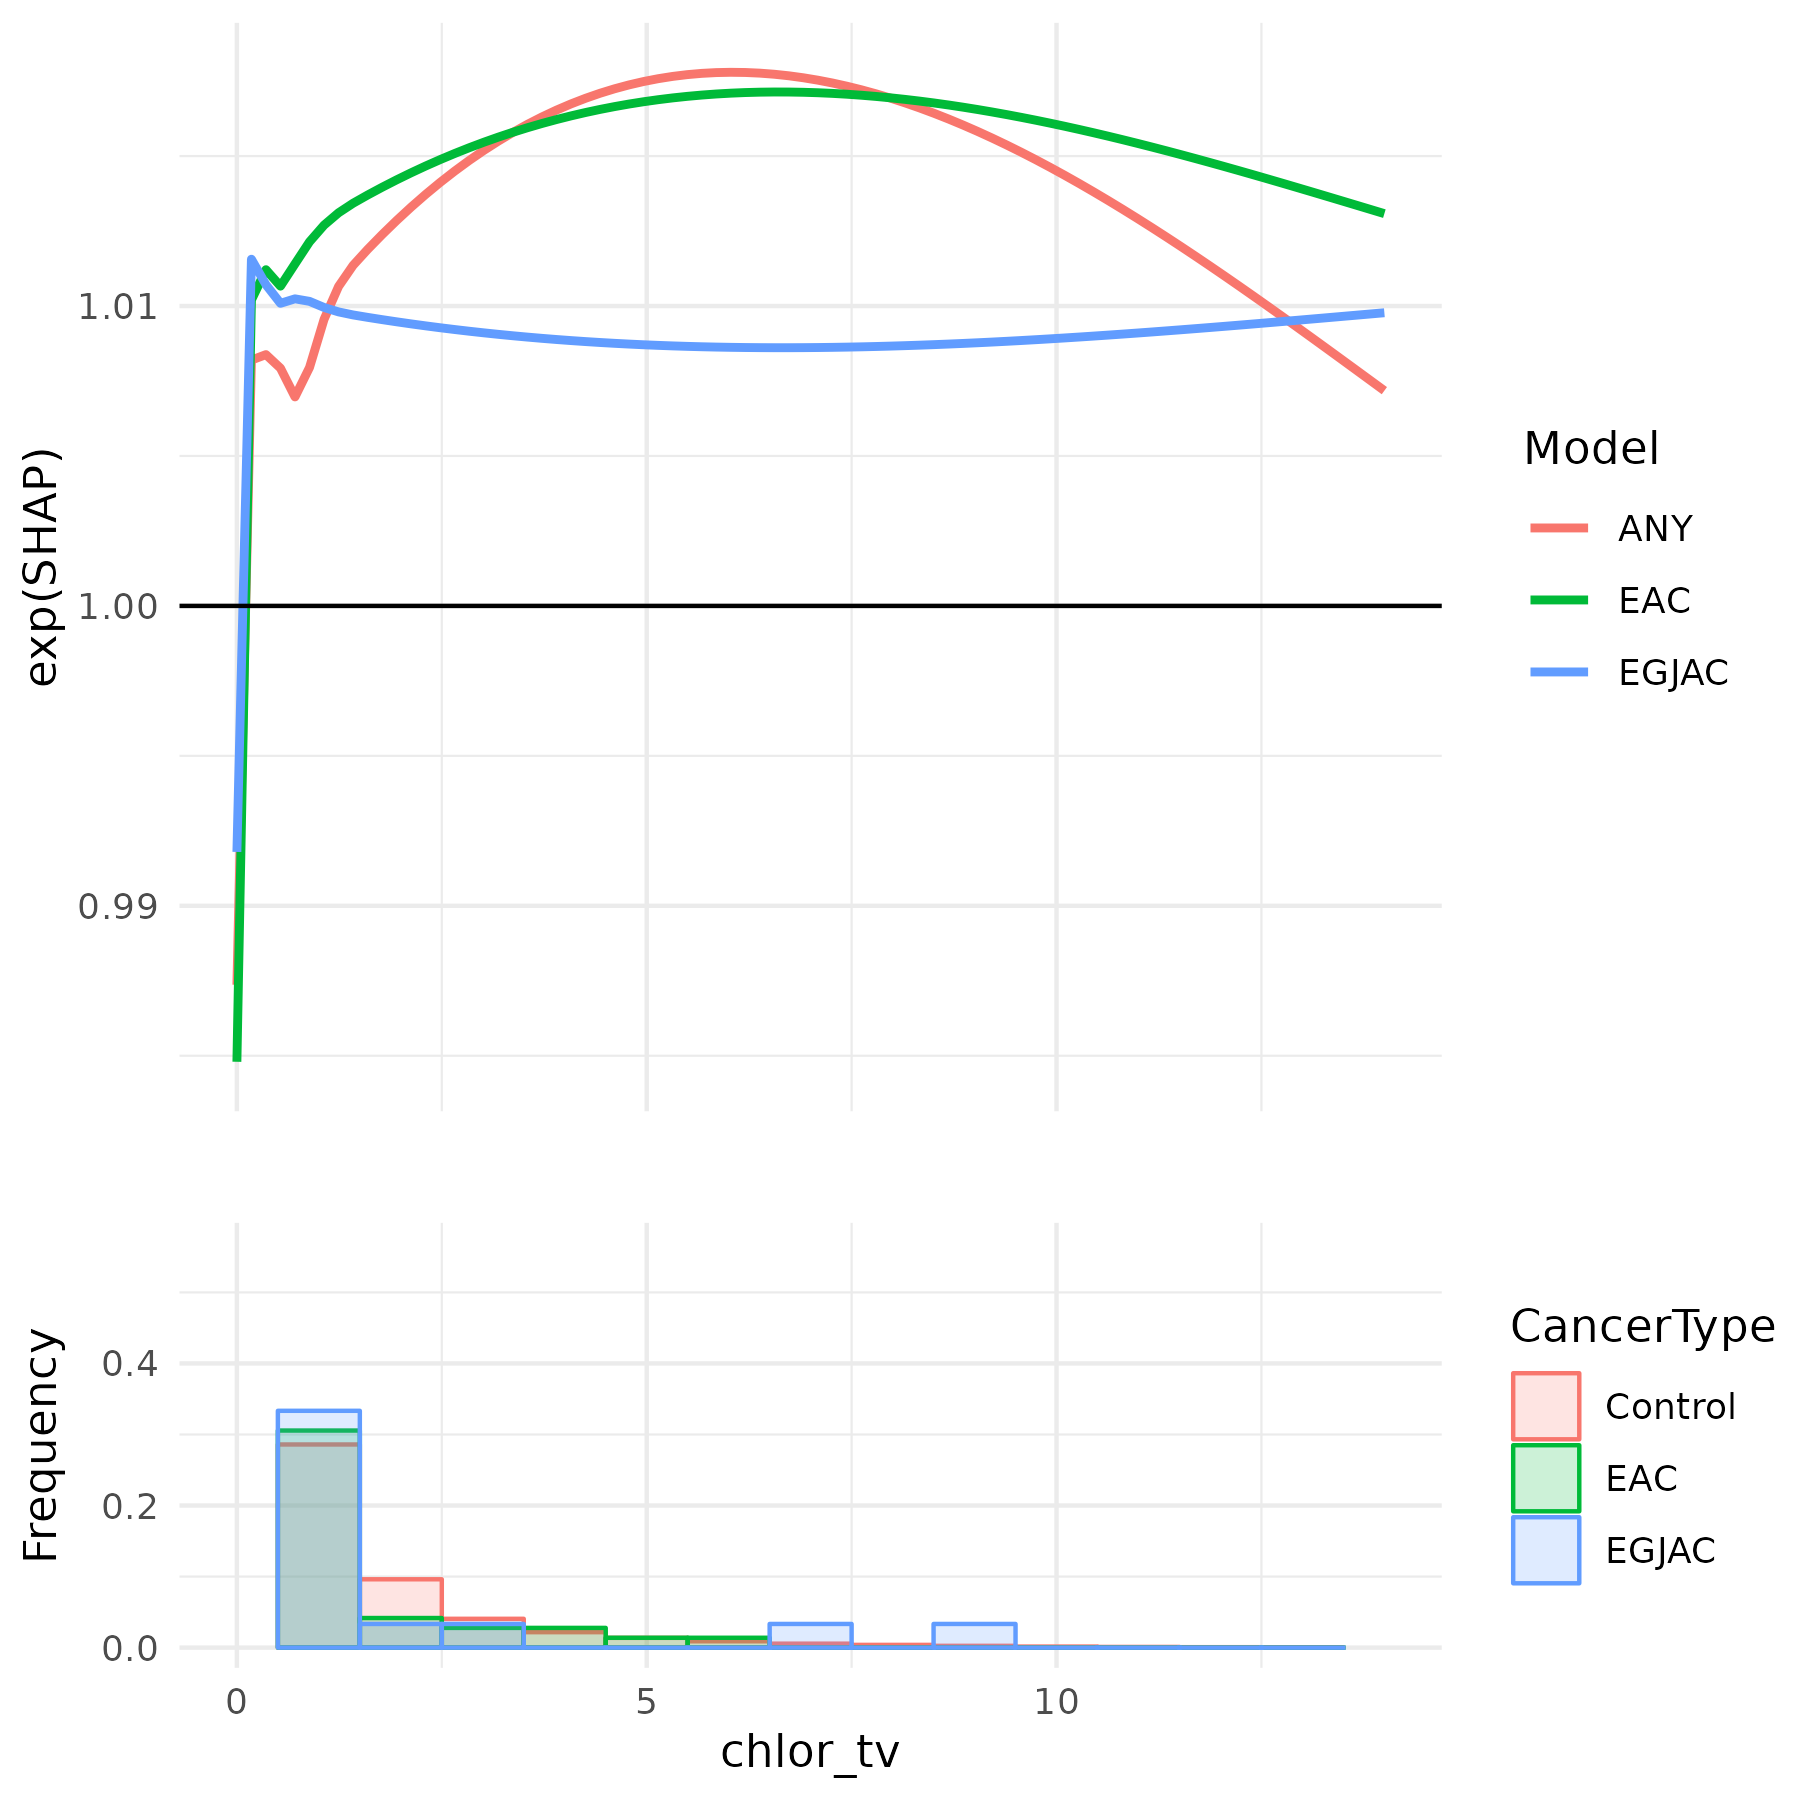 exp(SHAP)
1.01
1.00
0.99
Model
ANY
EAC
EGJAC
Frequency
0.4
0.2
0.0
0
5
10
chlor_tv
CancerType
Control
EAC
EGJAC